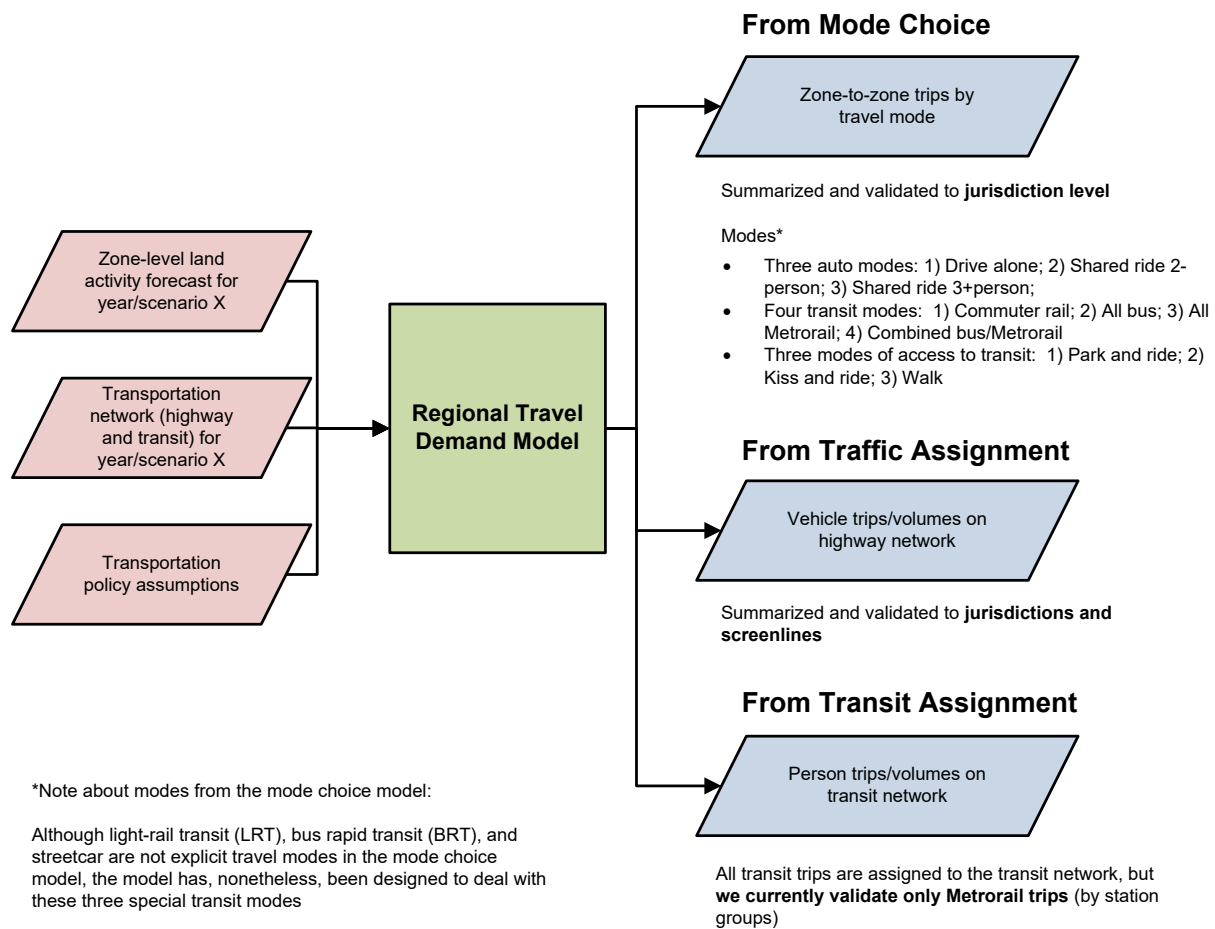 From Mode Choice
Zone-to-zone trips by
travel mode
Summarized and validated to jurisdiction level
Modes*
• Three auto modes: 1) Drive alone; 2) Shared ride 2-
person; 3) Shared ride 3+person;
• Four transit modes: 1) Commuter rail; 2) All bus; 3) All
Metrorail; 4) Combined bus/Metrorail
• Three modes of access to transit: 1) Park and ride; 2)
Kiss and ride; 3) Walk
Zone-level land
activity forecast for
year/scenario X
Transportation
network (highway
and transit) for
year/scenario X
Transportation
policy assumptions
Regional Travel
Demand Model
From Traffic Assignment
Vehicle trips/volumes on
highway network
Summarized and validated to jurisdictions and
screenlines
From Transit Assignment
Person trips/volumes on
transit network
All transit trips are assigned to the transit network, but
we currently validate only Metrorail trips (by station
groups)
*Note about modes from the mode choice model:
Although light-rail transit (LRT), bus rapid transit (BRT), and
streetcar are not explicit travel modes in the mode choice
model, the model has, nonetheless, been designed to deal with
these three special transit modes